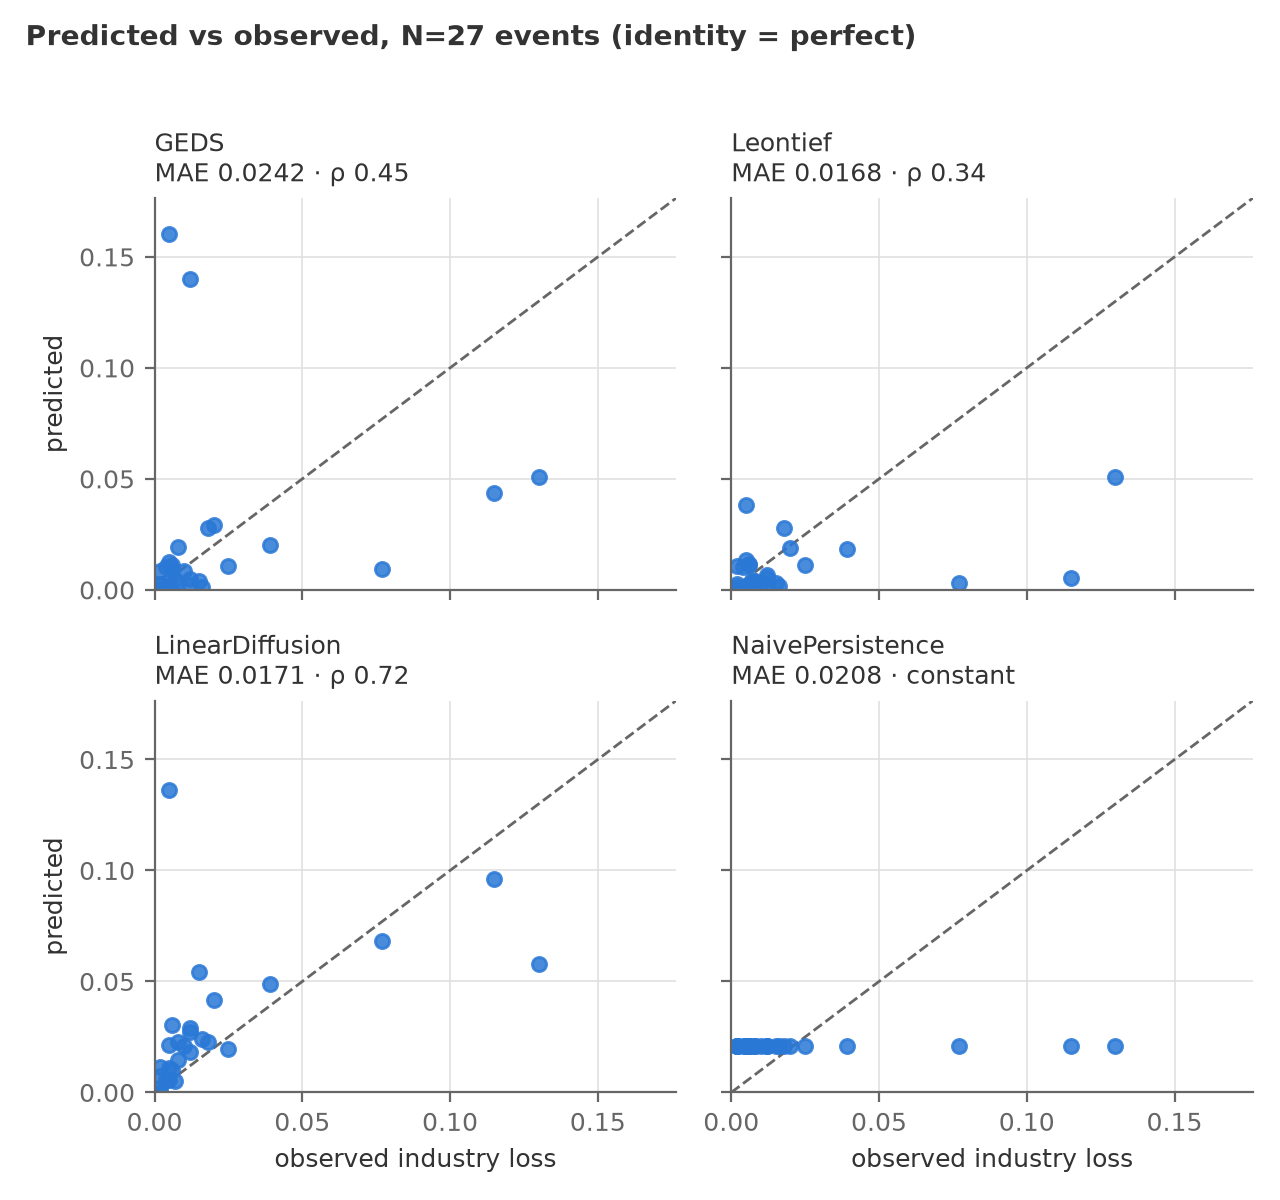 Predicted vs observed, N=27 events (identity = perfect)
GEDS
MAE 0.0242 · ρ 0.45
predicted
0.15
0.10
0.05
0.00
Leontief
MAE 0.0168 · ρ 0.34
LinearDiffusion
MAE 0.0171 · ρ 0.72
predicted
0.15
0.10
0.05
0.00
0.00 0.05 0.10 0.15
observed industry loss
NaivePersistence
MAE 0.0208 · constant
0.00 0.05 0.10 0.15
observed industry loss